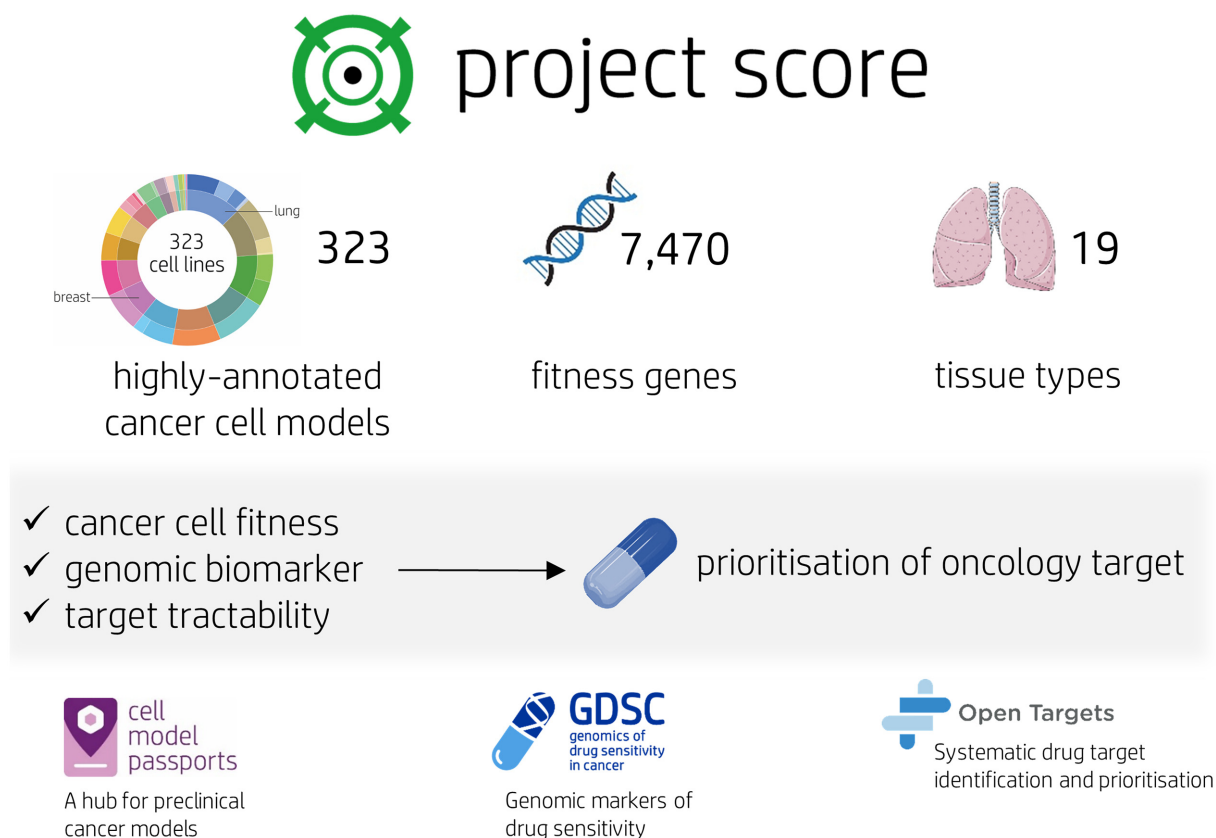 project score
lung
323
cell lines
breast
323
highly-annotated
cancer cell models
7,470
fitness genes
19
tissue types
✓ cancer cell fitness
✓ genomic biomarker
✓ target tractability
prioritisation of oncology target
cell
model
passports
A hub for preclinical
cancer models
GDSC
genomics of
drug sensitivity
in cancer
Genomic markers of
drug sensitivity
Open Targets
Systematic drug target
identification and prioritisation